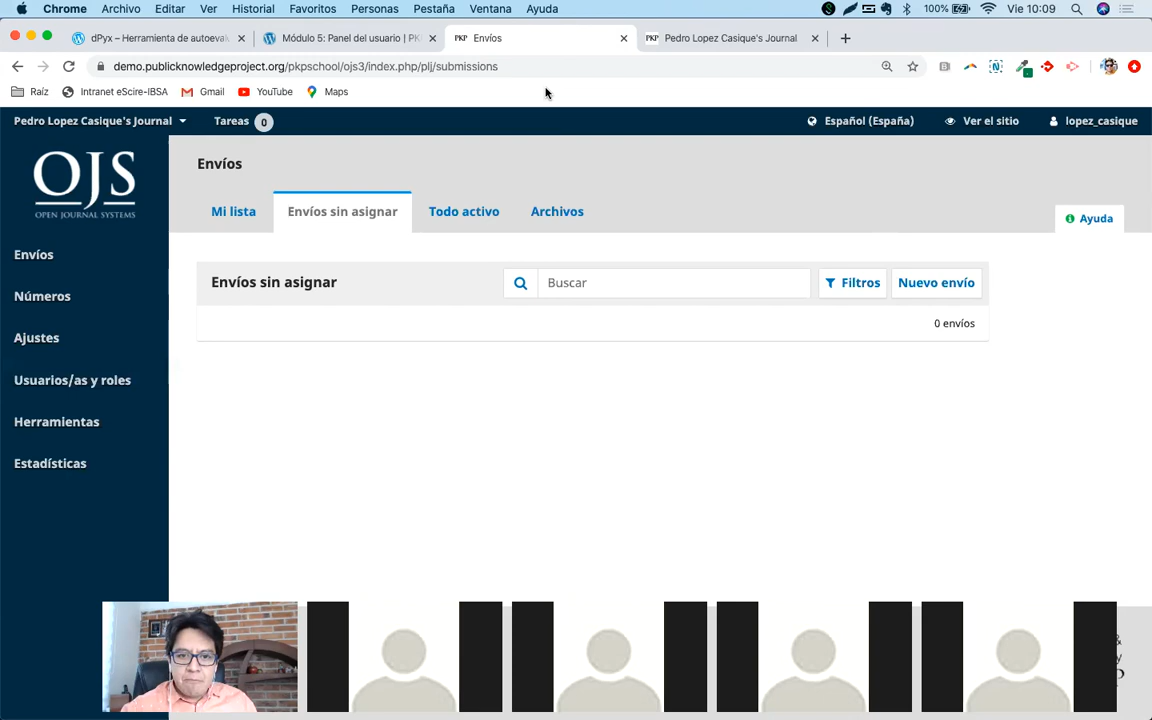 Chrome Archivo Editar Ver Historial Favoritos Personas Pestaña Ventana Ayuda 100% Vie 10:09
dPyx – Herramienta de autoeval Módulo 5: Panel del usuario | PK PKP Envíos PKP Pedro Lopez Casique's Journal
demo.publicknowledgeproject.org/pkpschool/ojs3/index.php/plj/submissions
Raíz Intranet eScire-IBSA Gmail YouTube Maps
Pedro Lopez Casique's Journal Tareas 0 Español (España) Ver el sitio lopez_casique
OJS
OPEN JOURNAL SYSTEMS
Envíos
Números
Ajustes
Usuarios/as y roles
Herramientas
Estadísticas
Envíos
Mi lista Envíos sin asignar Todo activo Archivos
Ayuda
Envíos sin asignar Buscar Filtros Nuevo envío
0 envíos
&
y
P